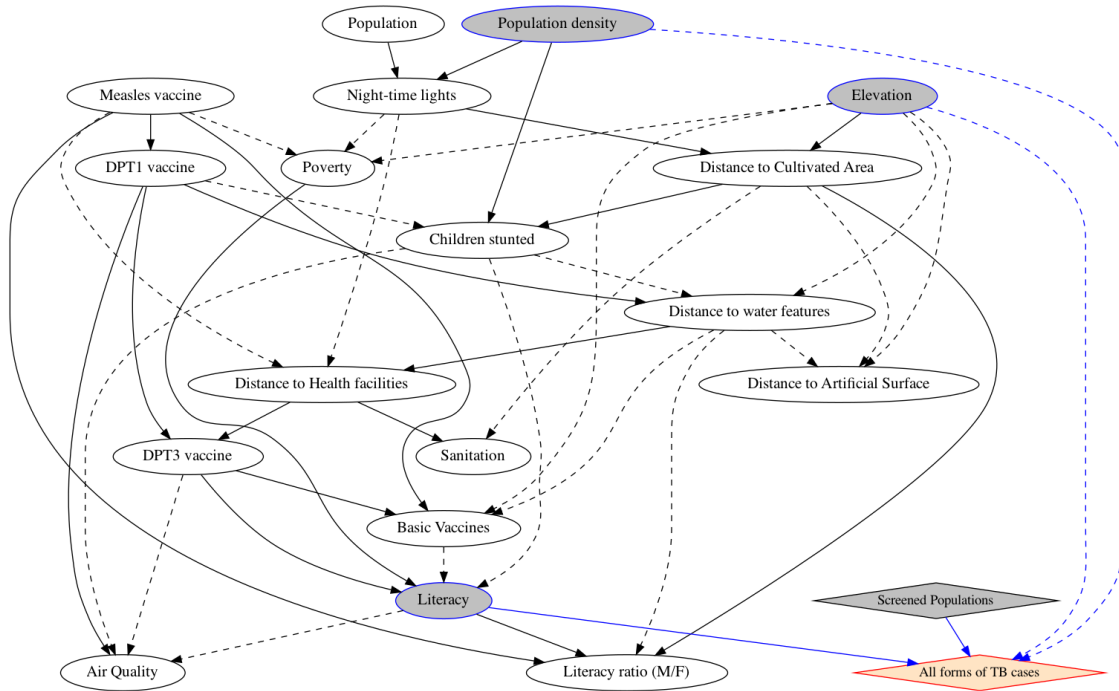 Population
Population density
Measles vaccine
Night-time lights
Elevation
DPT1 vaccine
Poverty
Distance to Cultivated Area
Children stunted
Distance to water features
Distance to Health facilities
Distance to Artificial Surface
DPT3 vaccine
Sanitation
Basic Vaccines
Literacy
Screened Populations
Air Quality
Literacy ratio (M/F)
All forms of TB cases